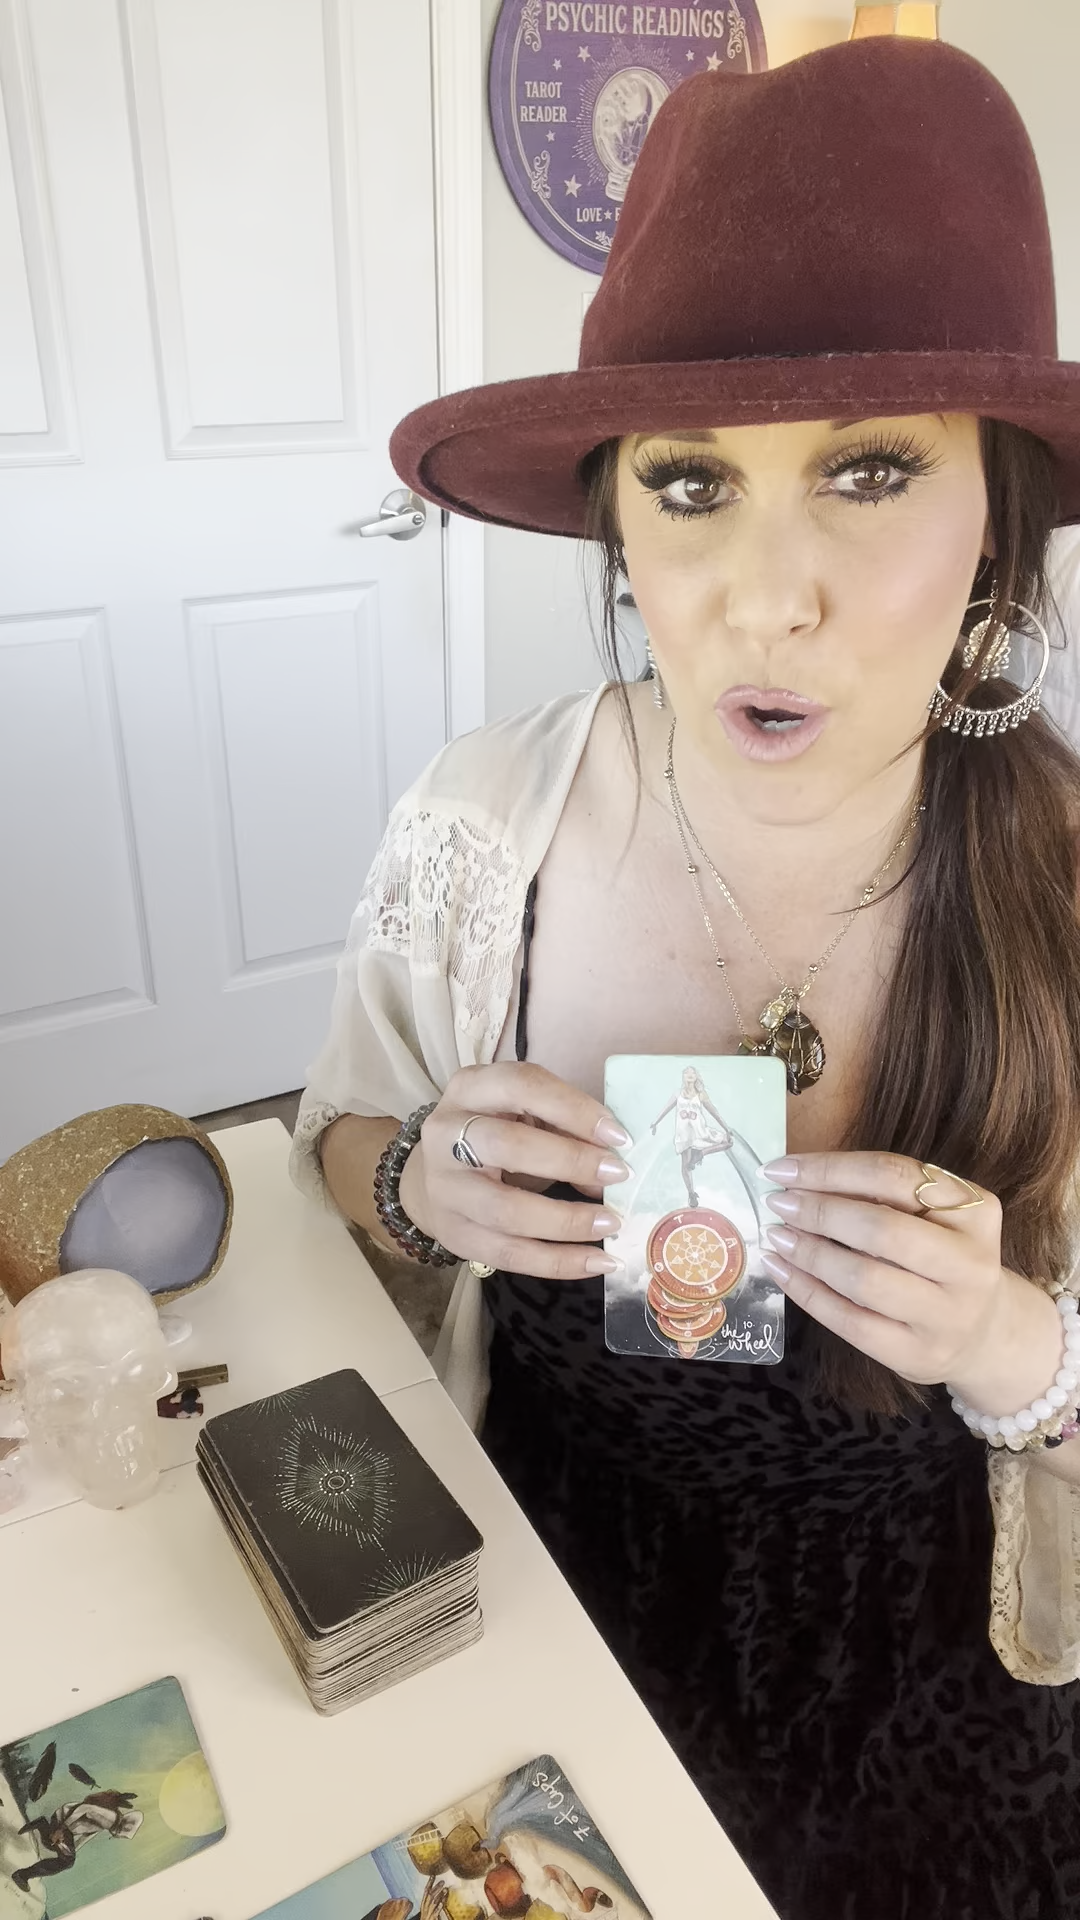 PSYCHIC READINGS
TAROT
READER
LOVE ★
T A R O
10.
the
wheel
7 of Cups